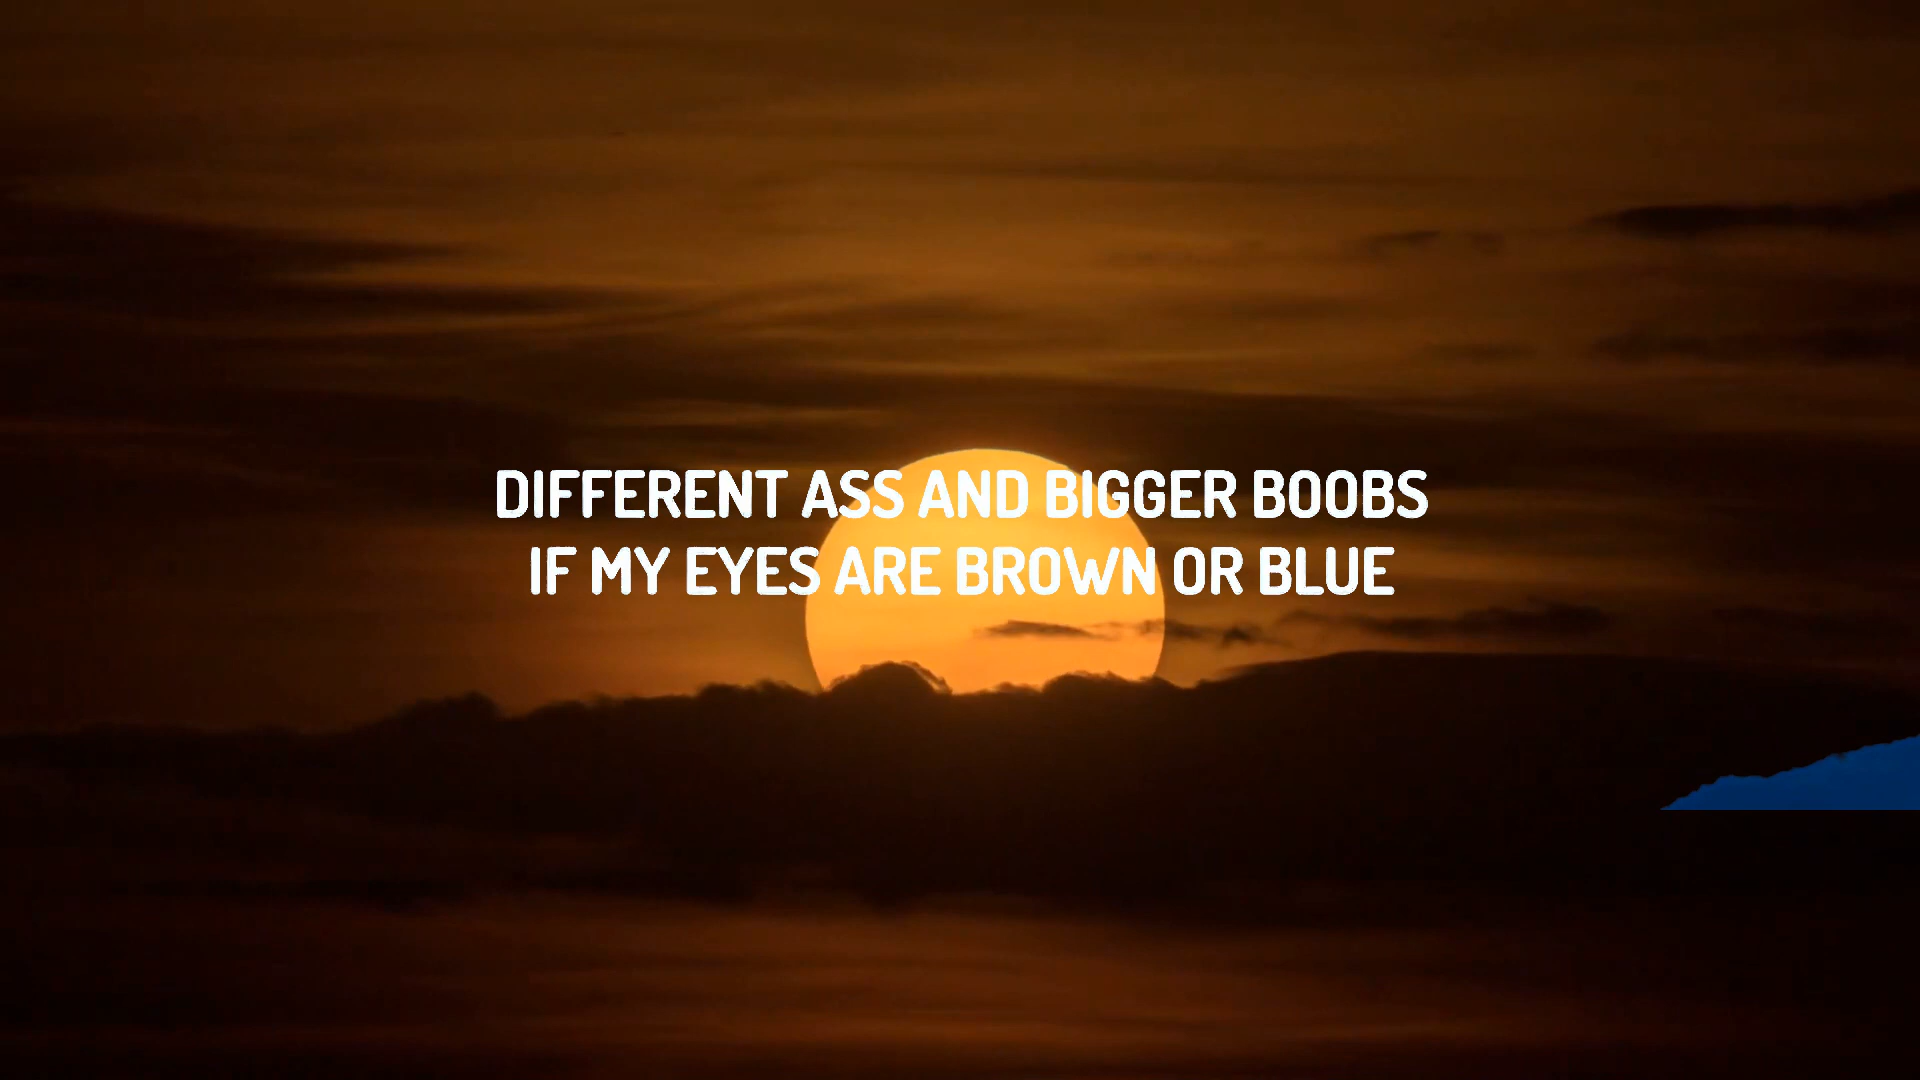 DIFFERENT ASS AND BIGGER BOOBS
IF MY EYES ARE BROWN OR BLUE